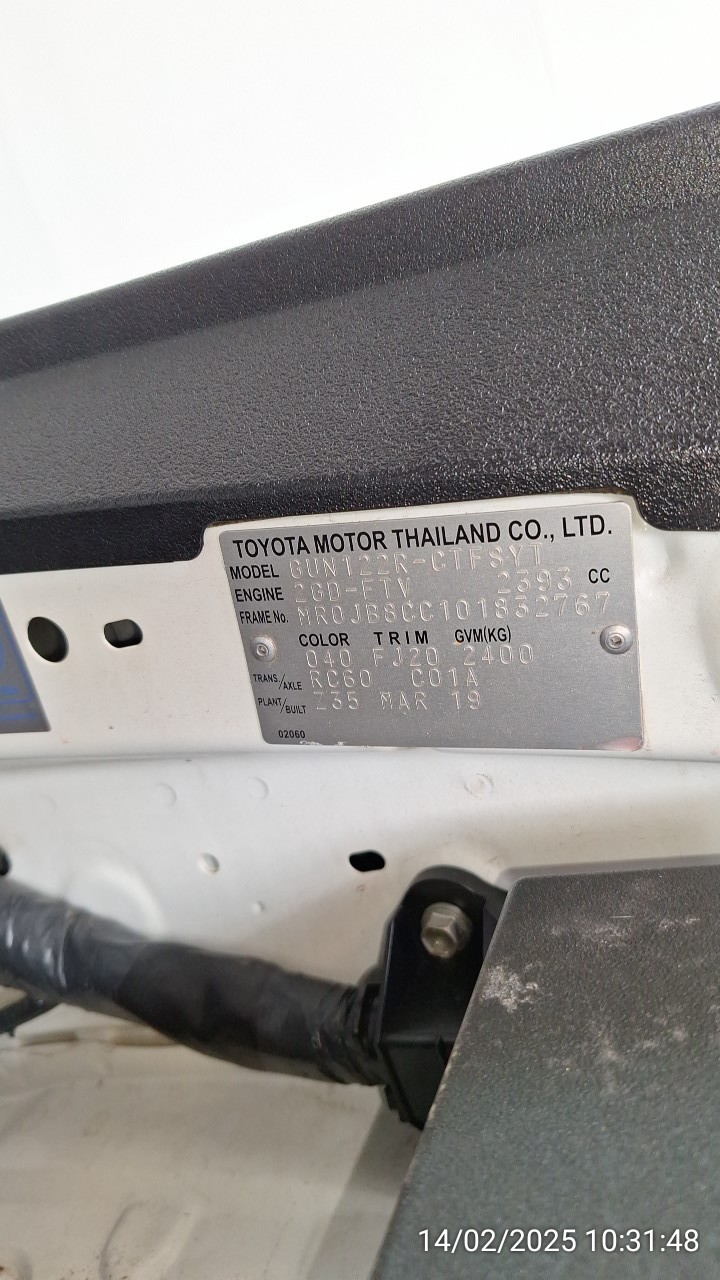 TOYOTA MOTOR THAILAND CO., LTD.
MODEL GUN122R-CTFSYT
ENGINE 2GD-FTV 2393 CC
FRAME No. MR0JB8CC101832767
COLOR TRIM GVM(KG)
040 FJ20 2400
TRANS./AXLE RC60 C01A
PLANT/BUILT Z35 MAR 19
02060
14/02/2025 10:31:48